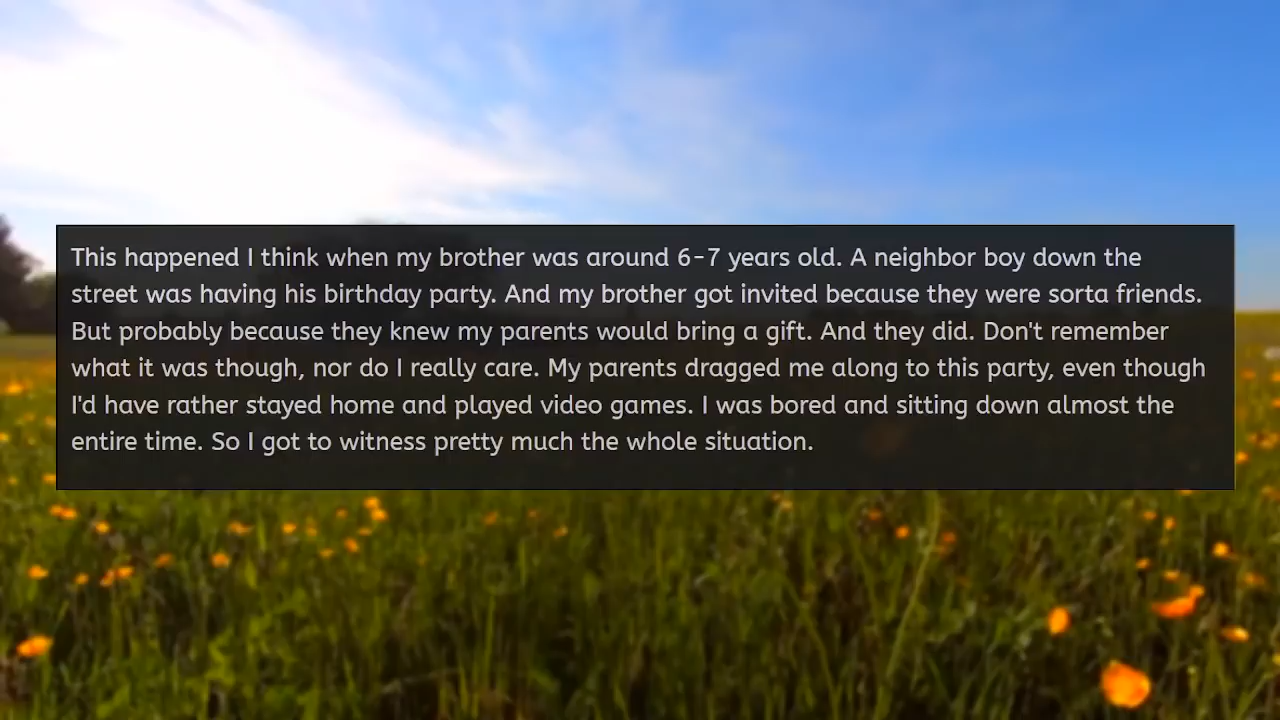 This happened I think when my brother was around 6-7 years old. A neighbor boy down the
street was having his birthday party. And my brother got invited because they were sorta friends.
But probably because they knew my parents would bring a gift. And they did. Don't remember
what it was though, nor do I really care. My parents dragged me along to this party, even though
I'd have rather stayed home and played video games. I was bored and sitting down almost the
entire time. So I got to witness pretty much the whole situation.